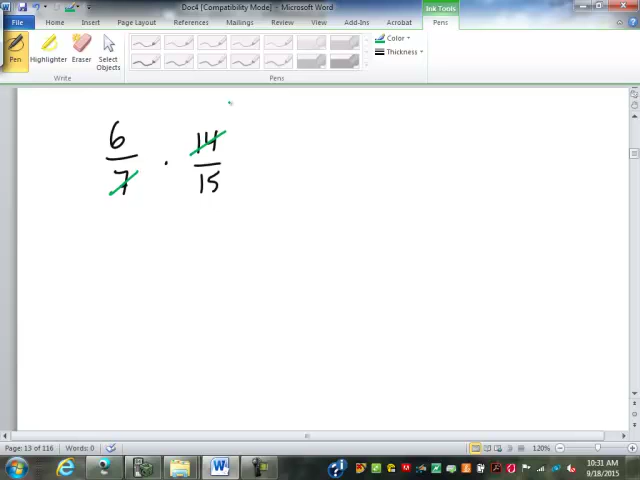 Doc4 [Compatibility Mode] - Microsoft Word
Ink Tools
File Home Insert Page Layout References Mailings Review View Add-Ins Acrobat Pens
Pen Highlighter Eraser Select Objects
Color
Thickness
Write Pens
6 14
· 
7 15
Page: 13 of 116 Words: 0 120%
10:31 AM
9/18/2015